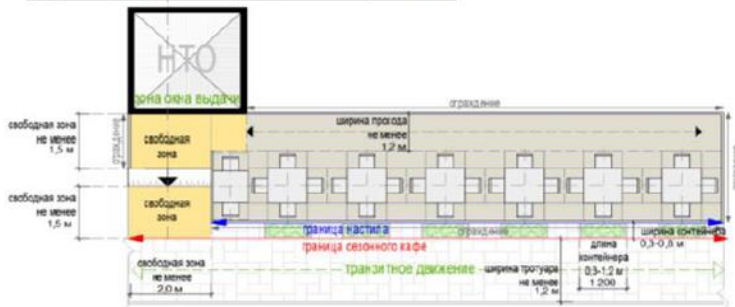 НТО
зона окна выдачи
ограждение
свободная зона
не менее
1,5 м
ограждение
свободная
зона
ширина прохода
не менее
1,2 м
свободная зона
не менее
1,5 м
свободная
зона
граница настила
ограждение
ширина контейнера
0,3-0,8 м
граница сезонного кафе
свободная зона
не менее
2,0 м
транзитное движение
ширина тротуара
не менее
1,2 м
длина
контейнера
0,3-1,2 м
1:200